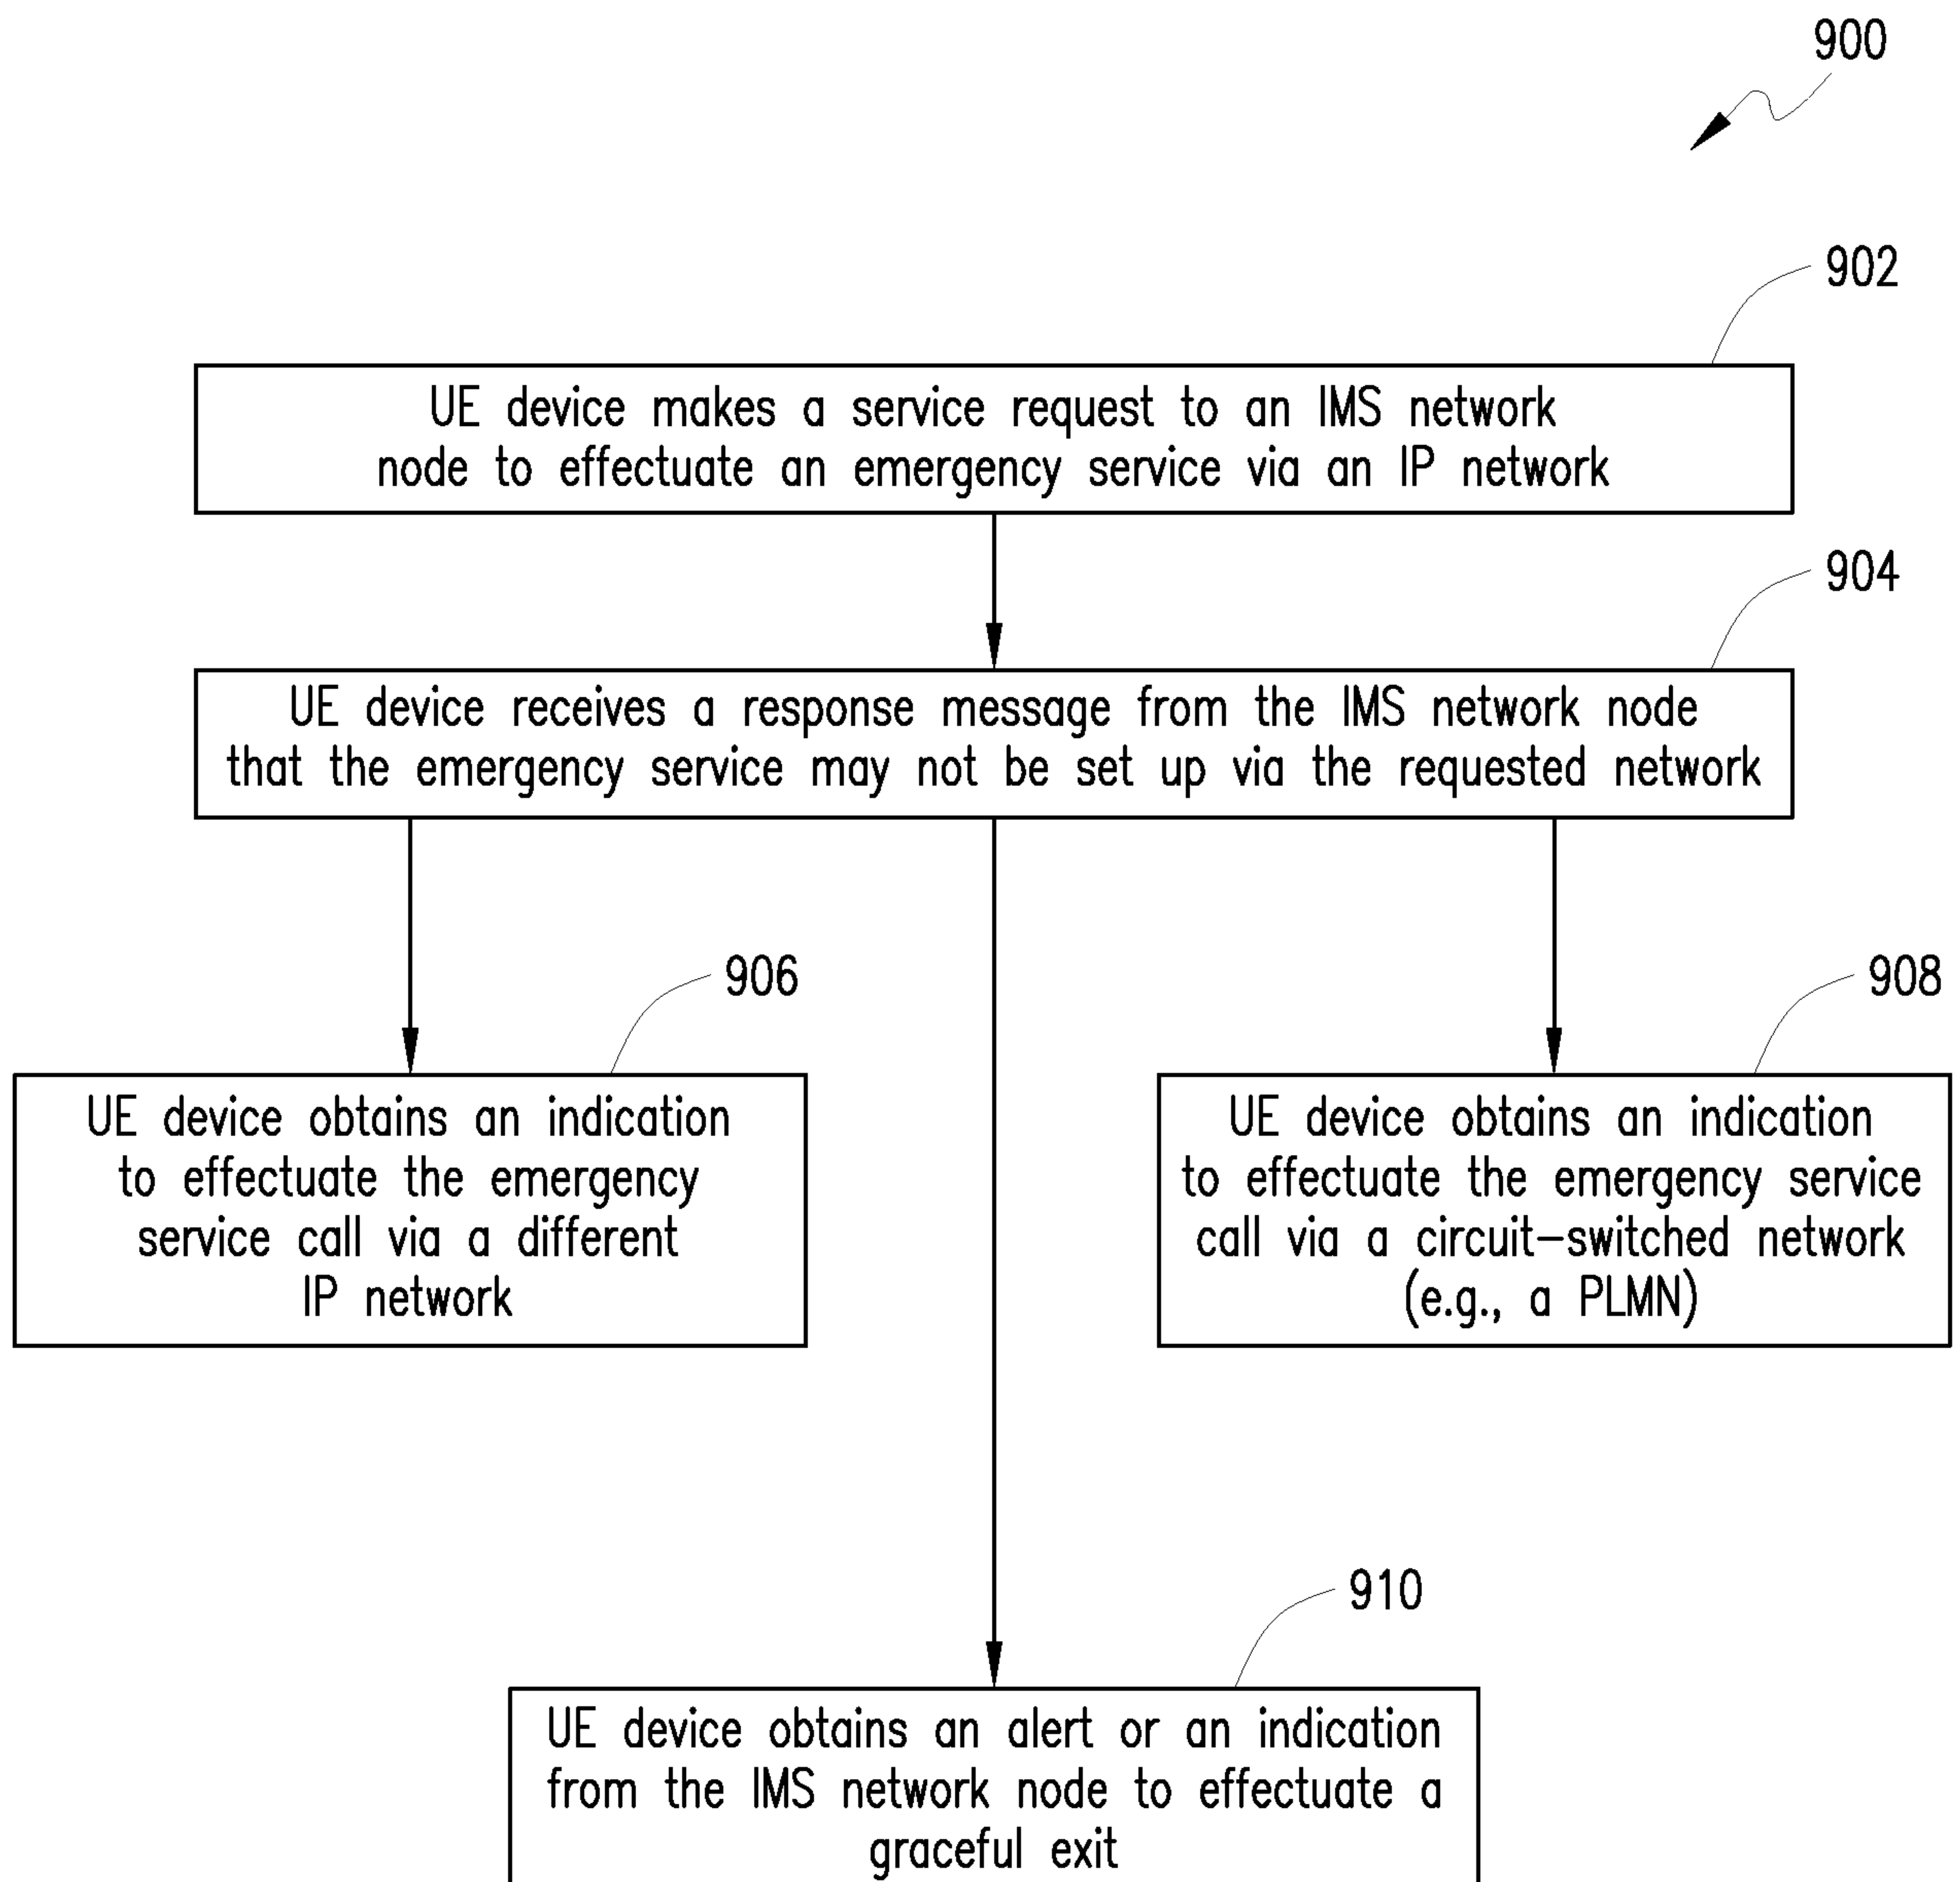 900
902
UE device makes a service request to an IMS network
node to effectuate an emergency service via an IP network
904
UE device receives a response message from the IMS network node
that the emergency service may not be set up via the requested network
906
UE device obtains an indication
to effectuate the emergency
service call via a different
IP network
908
UE device obtains an indication
to effectuate the emergency service
call via a circuit-switched network
(e.g., a PLMN)
910
UE device obtains an alert or an indication
from the IMS network node to effectuate a
graceful exit